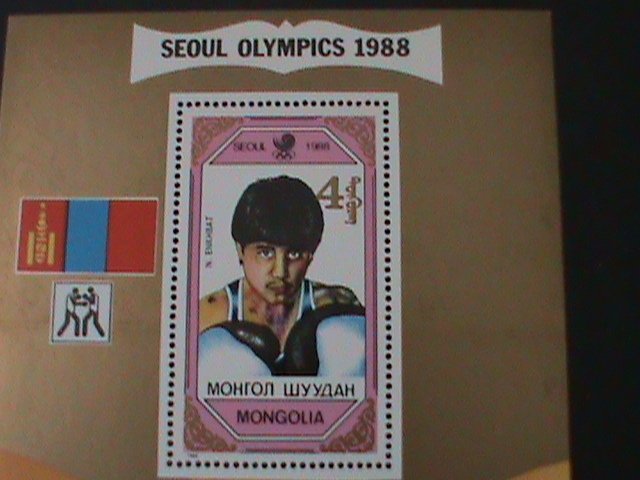 SEOUL OLYMPICS 1988
SEOUL 1988
4
N. ENKHBAT
МОНГОЛ ШУУДАН
MONGOLIA